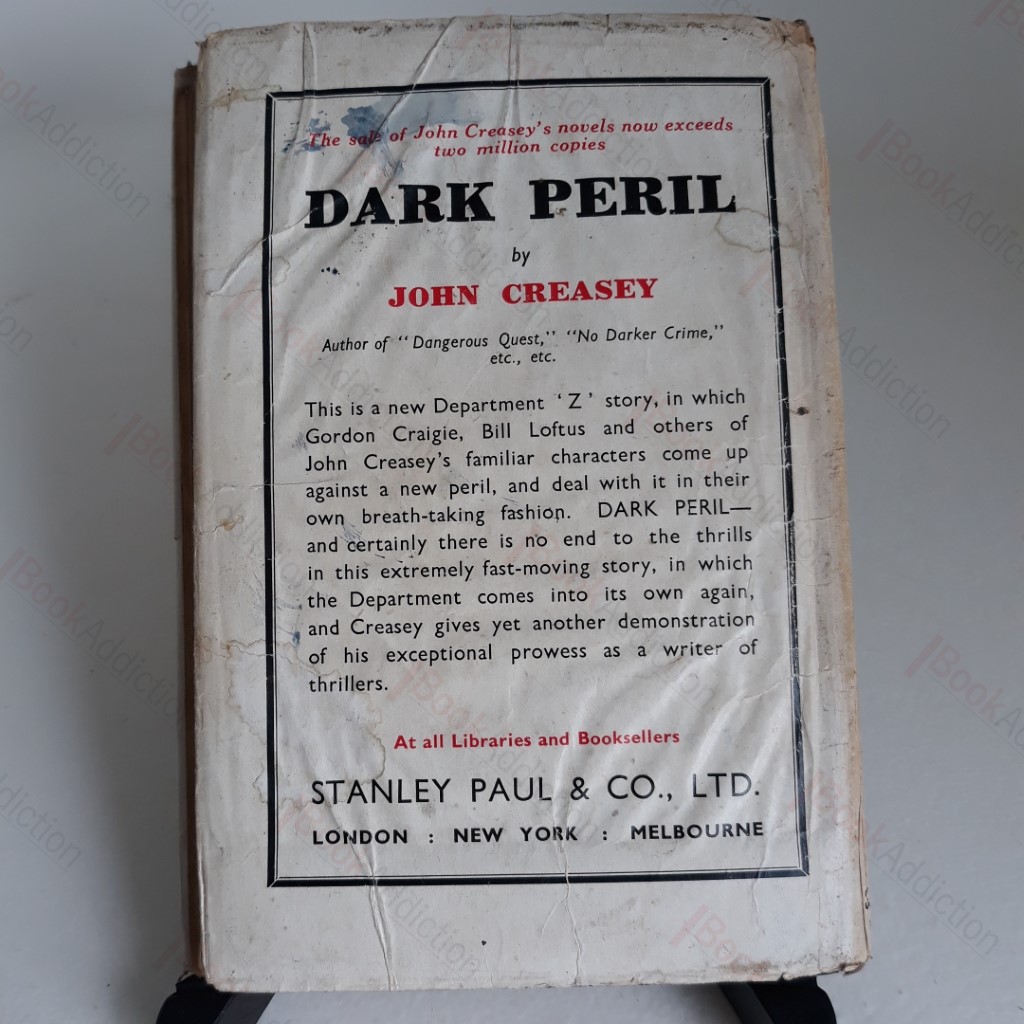 The sale of John Creasey's novels now exceeds
two million copies
DARK PERIL
by
JOHN CREASEY
Author of "Dangerous Quest," "No Darker Crime,"
etc., etc.
This is a new Department 'Z' story, in which
Gordon Craigie, Bill Loftus and others of
John Creasey's familiar characters come up
against a new peril, and deal with it in their
own breath-taking fashion. DARK PERIL—
and certainly there is no end to the thrills
in this extremely fast-moving story, in which
the Department comes into its own again,
and Creasey gives yet another demonstration
of his exceptional prowess as a writer of
thrillers.
At all Libraries and Booksellers
STANLEY PAUL & CO., LTD.
LONDON : NEW YORK : MELBOURNE
BookAddiction